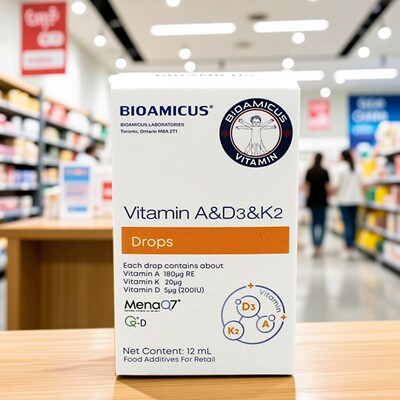 BIOAMICUS®
BIOAMICUS LABORATORIES
Toronto, Ontario M8A 2T1
BIOAMICUS
VITAMIN
Vitamin A&D3&K2
Drops
Each drop contains about
Vitamin A 180µg RE
Vitamin K 20µg
Vitamin D 5µg (200IU)
MenaQ7®
-D
Vitamin
D3
K2
A
Net Content: 12 mL
Food Additives For Retail